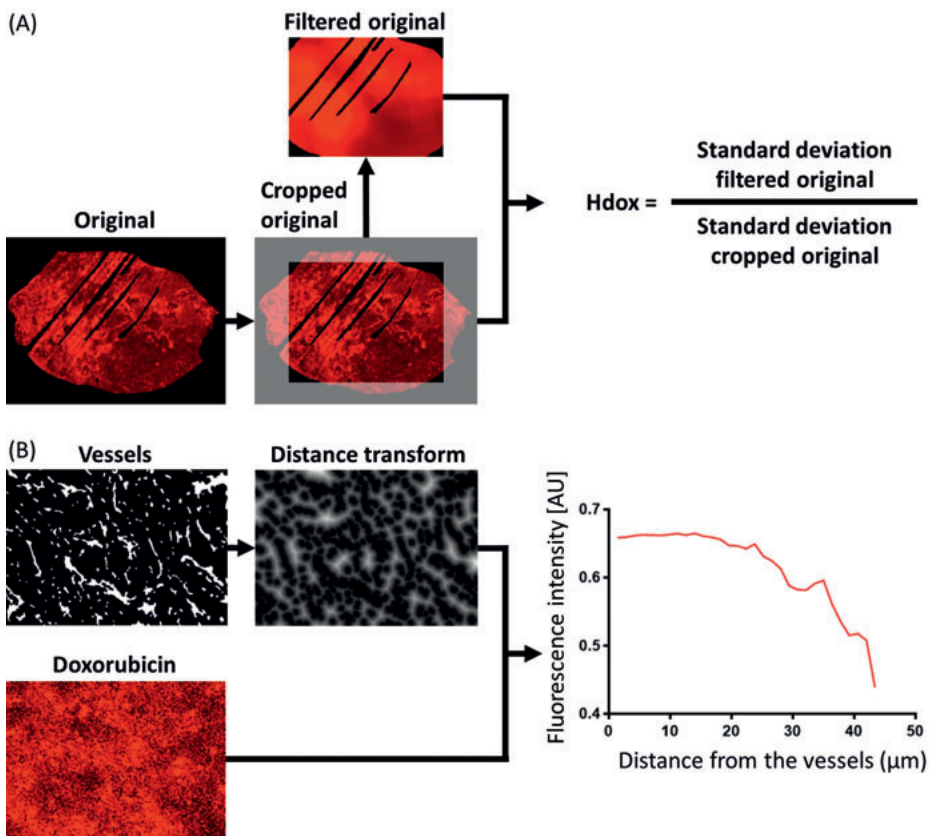 (A)
Filtered original
Cropped
original
Original
Hdox =
Standard deviation
filtered original
Standard deviation
cropped original
(B)
Vessels
Distance transform
Doxorubicin
Fluorescence intensity [AU]
0.7
0.6
0.5
0.4
0 10 20 30 40 50
Distance from the vessels (µm)